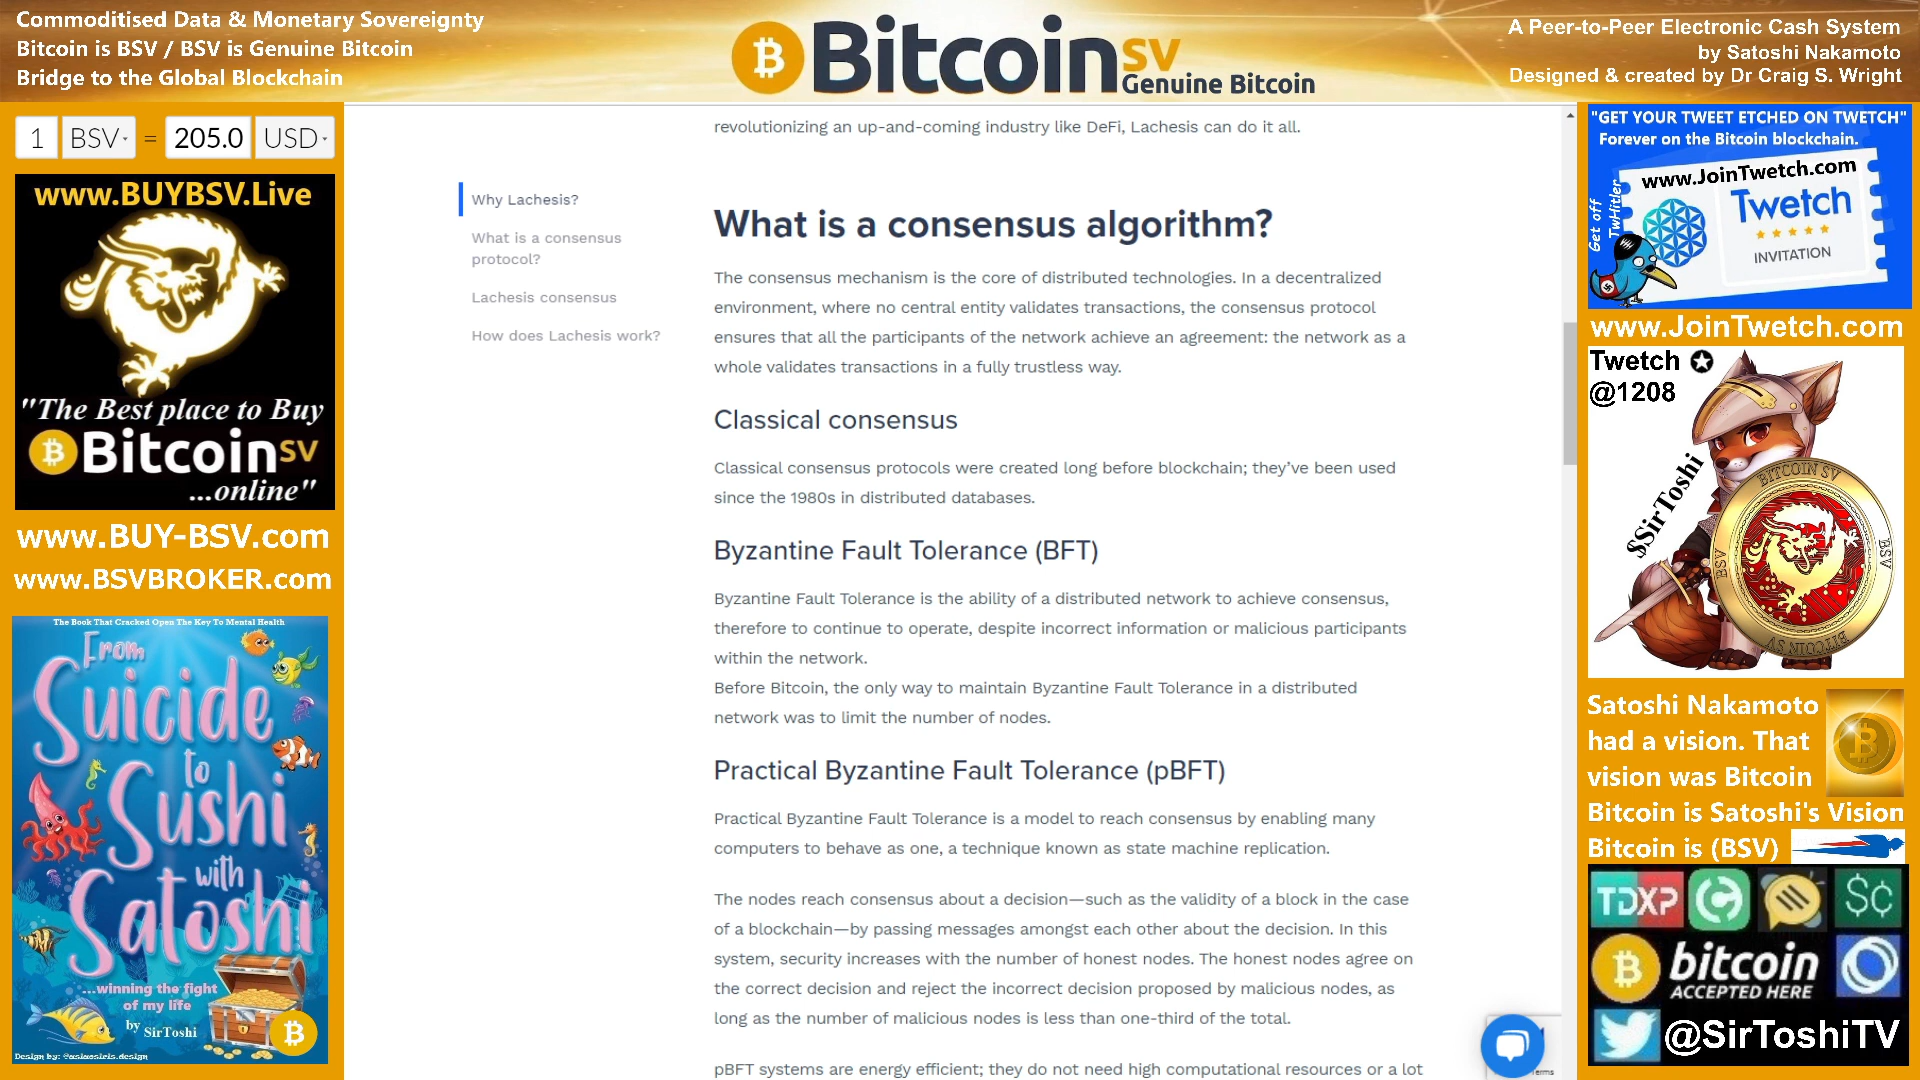 Commoditised Data & Monetary Sovereignty
Bitcoin is BSV / BSV is Genuine Bitcoin
Bridge to the Global Blockchain
Bitcoin SV
Genuine Bitcoin
A Peer-to-Peer Electronic Cash System
by Satoshi Nakamoto
Designed & created by Dr Craig S. Wright
1 BSV = 205.0 USD
www.BUYBSV.Live
"The Best place to Buy
Bitcoin SV
...online"
www.BUY-BSV.com
www.BSVBROKER.com
The Book That Cracked Open The Key To Mental Health
From
Suicide
to
Sushi
with
Satoshi
...winning the fight
of my life
by SirToshi
Design by: @asiaosiris.design
Why Lachesis?
What is a consensus
protocol?
Lachesis consensus
How does Lachesis work?
revolutionizing an up-and-coming industry like DeFi, Lachesis can do it all.
What is a consensus algorithm?
The consensus mechanism is the core of distributed technologies. In a decentralized
environment, where no central entity validates transactions, the consensus protocol
ensures that all the participants of the network achieve an agreement: the network as a
whole validates transactions in a fully trustless way.
Classical consensus
Classical consensus protocols were created long before blockchain; they’ve been used
since the 1980s in distributed databases.
Byzantine Fault Tolerance (BFT)
Byzantine Fault Tolerance is the ability of a distributed network to achieve consensus,
therefore to continue to operate, despite incorrect information or malicious participants
within the network.
Before Bitcoin, the only way to maintain Byzantine Fault Tolerance in a distributed
network was to limit the number of nodes.
Practical Byzantine Fault Tolerance (pBFT)
Practical Byzantine Fault Tolerance is a model to reach consensus by enabling many
computers to behave as one, a technique known as state machine replication.
The nodes reach consensus about a decision—such as the validity of a block in the case
of a blockchain—by passing messages amongst each other about the decision. In this
system, security increases with the number of honest nodes. The honest nodes agree on
the correct decision and reject the incorrect decision proposed by malicious nodes, as
long as the number of malicious nodes is less than one-third of the total.
pBFT systems are energy efficient; they do not need high computational resources or a lot
"GET YOUR TWEET ETCHED ON TWETCH"
Forever on the Bitcoin blockchain.
www.JoinTwetch.com
Twetch
INVITATION
Get off
TwHitler
www.JoinTwetch.com
Twetch
@1208
$SirToshi
BITCOIN SV
BSV
BSV
BITCOIN SV
Satoshi Nakamoto
had a vision. That
vision was Bitcoin
Bitcoin is Satoshi's Vision
Bitcoin is (BSV)
TDXP
$C
bitcoin
ACCEPTED HERE
@SirToshiTV